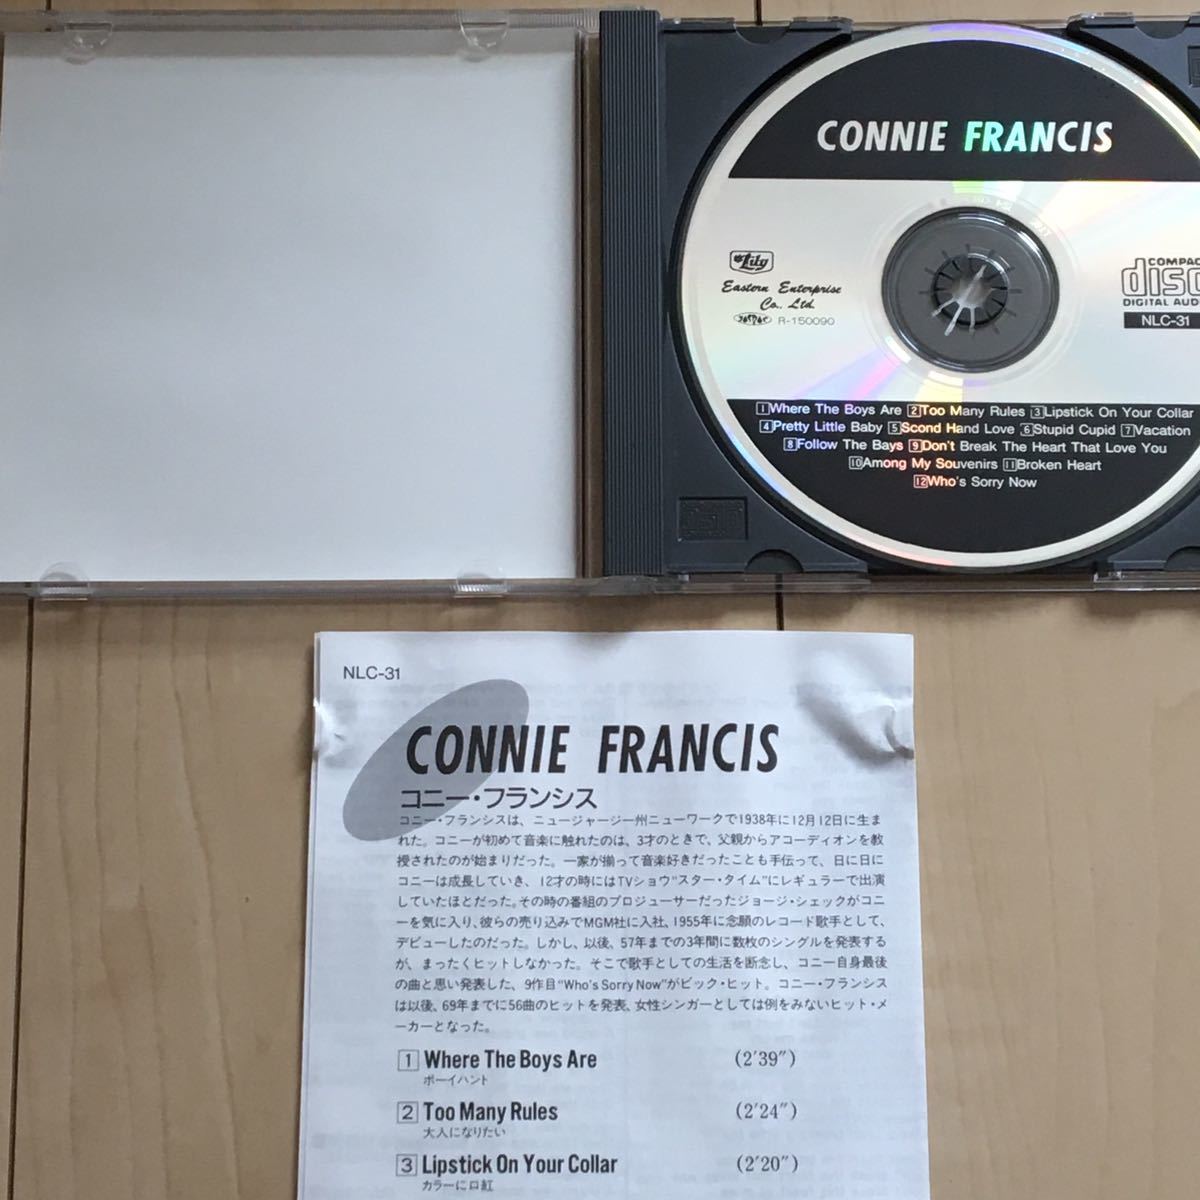 CONNIE FRANCIS
Lily
Eastern Enterprise
Co., Ltd.
R-150090
COMPAC
disc
DIGITAL AUD
NLC-31
1 Where The Boys Are 2 Too Many Rules 3 Lipstick On Your Collar
4 Pretty Little Baby 5 Scond Hand Love 6 Stupid Cupid 7 Vacation
8 Follow The Bays 9 Don't Break The Heart That Love You
10 Among My Souvenirs 11 Broken Heart
12 Who's Sorry Now
NLC-31
CONNIE FRANCIS
コニー・フランシス
コニー・フランシスは、ニュージャージー州ニューワークで1938年に12月12日に生ま
れた。コニーが初めて音楽に触れたのは、3才のときで、父親からアコーディオンを教
授されたのが始まりだった。一家が揃って音楽好きだったことも手伝って、日に日に
コニーは成長していき、12才の時にはTVショウ"スター・タイム"にレギュラーで出演
していたほどだった。その時の番組のプロジューサーだったジョージ・シェックがコニ
ーを気に入り、彼らの売り込みでMGM社に入社、1955年に念願のレコード歌手として、
デビューしたのだった。しかし、以後、57年までの3年間に数枚のシングルを発表する
が、まったくヒットしなかった。そこで歌手としての生活を断念し、コニー自身最後
の曲と思い発表した、9作目"Who's Sorry Now"がビック・ヒット。コニー・フランシス
は以後、69年までに56曲のヒットを発表、女性シンガーとしては例をみないヒット・メ
ーカーとなった。
1 Where The Boys Are (2'39")
ボーイハント
2 Too Many Rules (2'24")
大人になりたい
3 Lipstick On Your Collar (2'20")
カラーに口紅